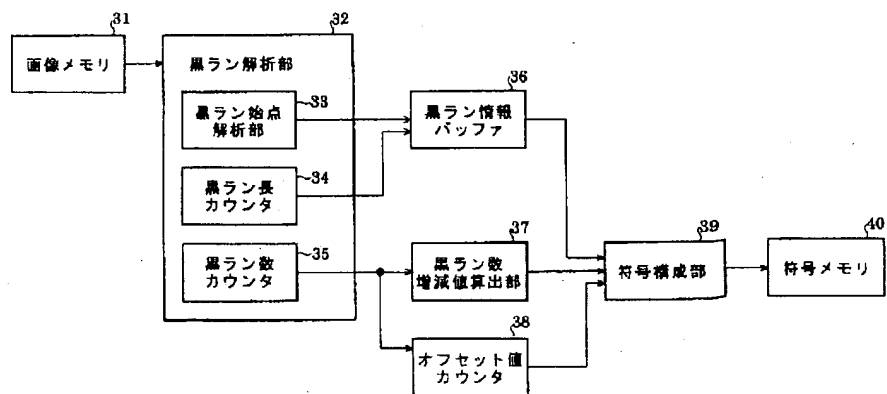 31
画像メモリ
32
黒ラン解析部
33
黒ラン始点
解析部
34
黒ラン長
カウンタ
35
黒ラン数
カウンタ
36
黒ラン情報
バッファ
37
黒ラン数
増減値算出部
38
オフセット値
カウンタ
39
符号構成部
40
符号メモリ